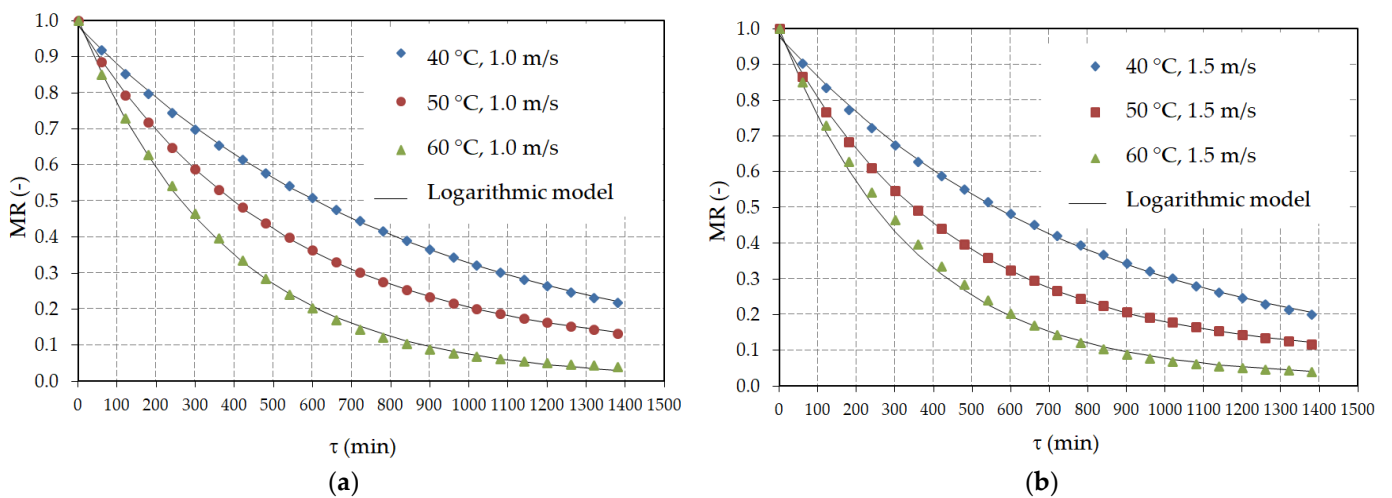 1.0
0.9
0.8
0.7
0.6
0.5
0.4
0.3
0.2
0.1
0.0
MR (-)
40 °C, 1.0 m/s
50 °C, 1.0 m/s
60 °C, 1.0 m/s
Logarithmic model
0 100 200 300 400 500 600 700 800 900 1000 1100 1200 1300 1400 1500
τ (min)
(a)
1.0
0.9
0.8
0.7
0.6
0.5
0.4
0.3
0.2
0.1
0.0
MR (-)
40 °C, 1.5 m/s
50 °C, 1.5 m/s
60 °C, 1.5 m/s
Logarithmic model
0 100 200 300 400 500 600 700 800 900 1000 1100 1200 1300 1400 1500
τ (min)
(b)